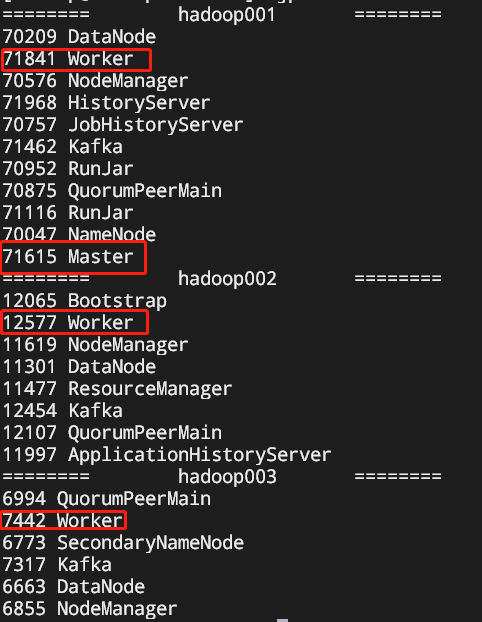 ======== hadoop001 ========
70209 DataNode
71841 Worker
70576 NodeManager
71968 HistoryServer
70757 JobHistoryServer
71462 Kafka
70952 RunJar
70875 QuorumPeerMain
71116 RunJar
70047 NameNode
71615 Master
======== hadoop002 ========
12065 Bootstrap
12577 Worker
11619 NodeManager
11301 DataNode
11477 ResourceManager
12454 Kafka
12107 QuorumPeerMain
11997 ApplicationHistoryServer
======== hadoop003 ========
6994 QuorumPeerMain
7442 Worker
6773 SecondaryNameNode
7317 Kafka
6663 DataNode
6855 NodeManager